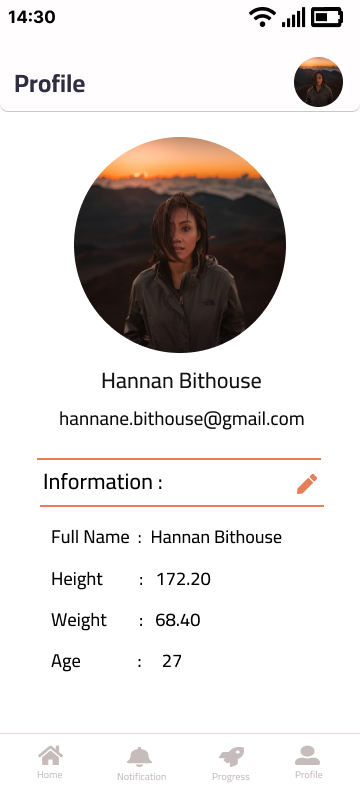 14:30
Profile
Hannan Bithouse
hannane.bithouse@gmail.com
Information :
Full Name : Hannan Bithouse
Height : 172.20
Weight : 68.40
Age : 27
Home Notification Progress Profile